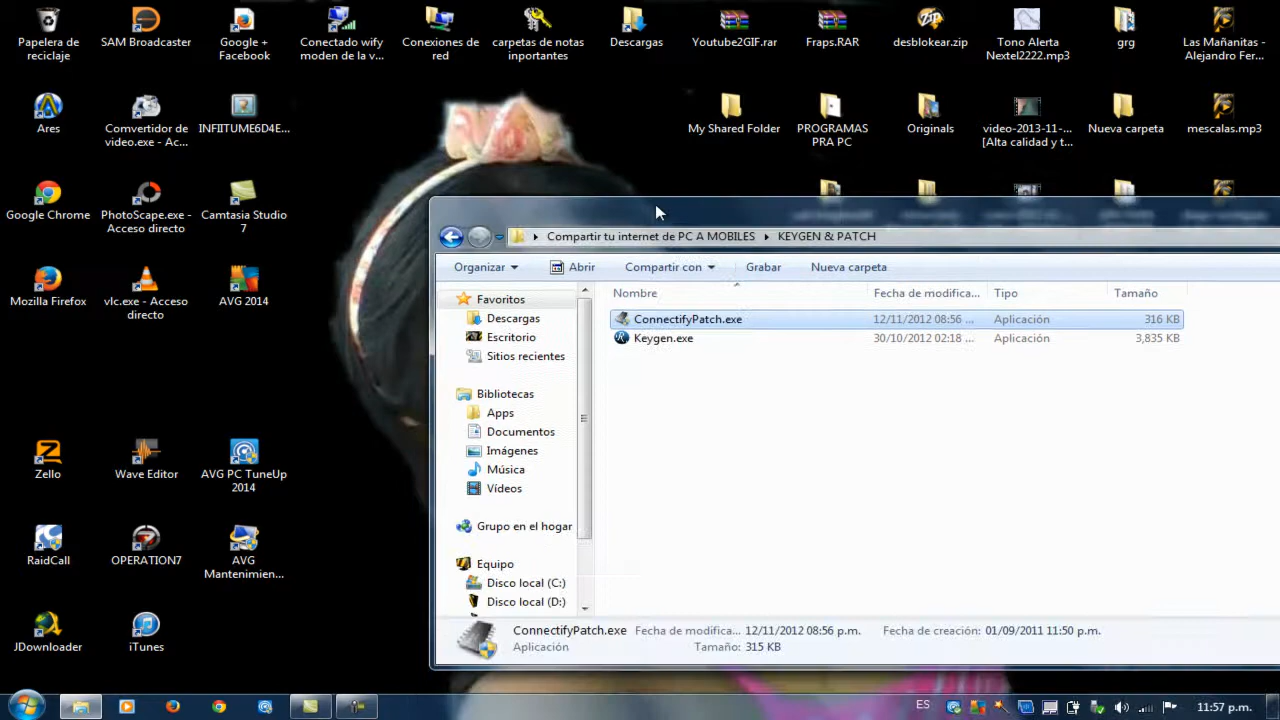 Papelera de
reciclaje
SAM Broadcaster
Google +
Facebook
Conectado wify
moden de la v...
Conexiones de
red
carpetas de notas
inportantes
Descargas
Youtube2GIF.rar
Fraps.RAR
desblokear.zip
Tono Alerta
Nextel2222.mp3
grg
Las Mañanitas -
Alejandro Fer...
Ares
Comvertidor de
video.exe - Ac...
INFIITUME6D4E...
My Shared Folder
PROGRAMAS
PRA PC
Originals
video-2013-11-...
[Alta calidad y t...
Nueva carpeta
mescalas.mp3
Google Chrome
PhotoScape.exe -
Acceso directo
Camtasia Studio
7
Mozilla Firefox
vlc.exe - Acceso
directo
AVG 2014
Zello
Wave Editor
AVG PC TuneUp
2014
RaidCall
OPERATION7
AVG
Mantenimien...
JDownloader
iTunes
Compartir tu internet de PC A MOBILES
KEYGEN & PATCH
Organizar
Abrir
Compartir con
Grabar
Nueva carpeta
Favoritos
Descargas
Escritorio
Sitios recientes
Bibliotecas
Apps
Documentos
Imágenes
Música
Vídeos
Grupo en el hogar
Equipo
Disco local (C:)
Disco local (D:)
Nombre Fecha de modifica... Tipo Tamaño
ConnectifyPatch.exe 12/11/2012 08:56 ... Aplicación 316 KB
Keygen.exe 30/10/2012 02:18 ... Aplicación 3,835 KB
ConnectifyPatch.exe Fecha de modifica... 12/11/2012 08:56 p.m. Fecha de creación: 01/09/2011 11:50 p.m.
Aplicación Tamaño: 315 KB
ES
11:57 p.m.